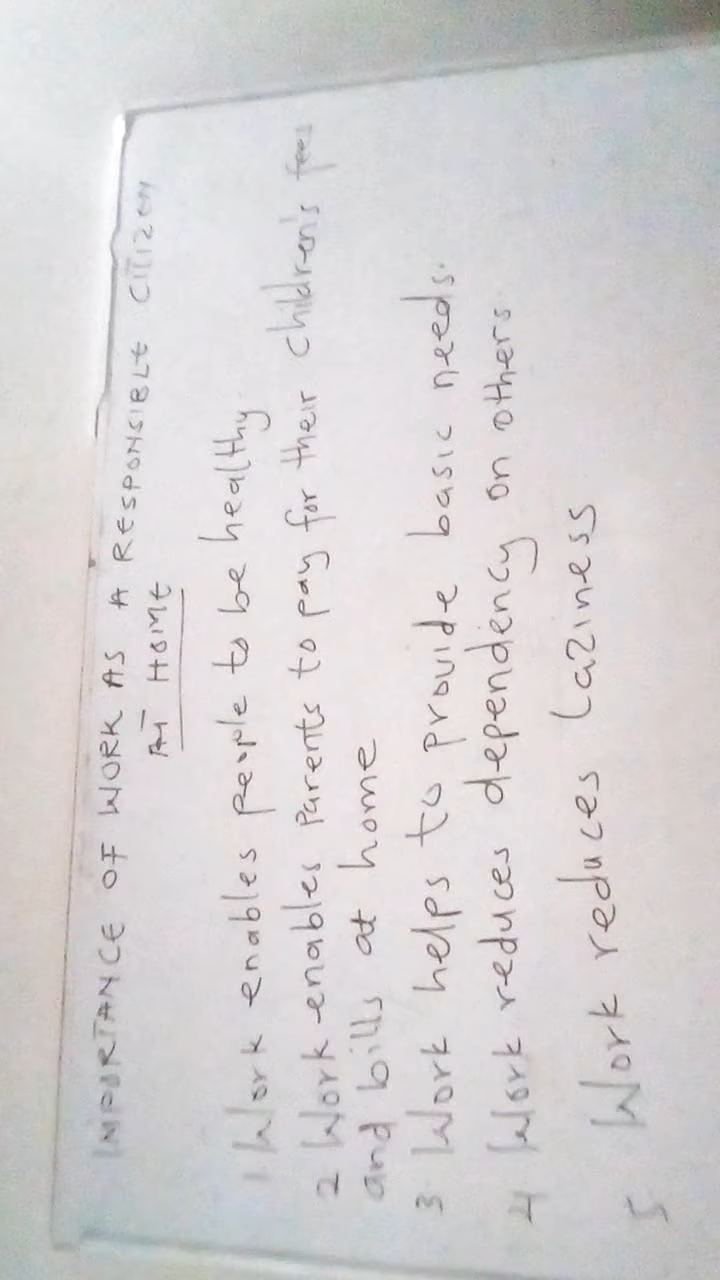 IMPORTANCE OF WORK AS A RESPONSIBLE CITIZEN
AT HOME
1 Work enables people to be healthy.
2 Work enables Parents to pay for their children's fees
and bills at home
3 Work helps to provide basic needs.
4 Work reduces dependency on others.
5 Work reduces Laziness